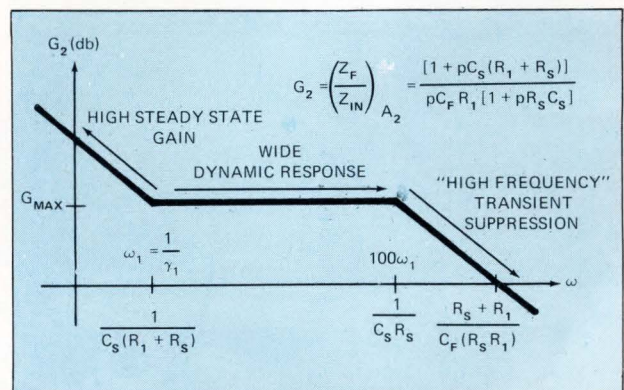 G₂ (db)
G₂ = (Z_F / Z_IN) A₂ = [1 + pC_S(R₁ + R_S)] / pC_F R₁ [1 + pR_S C_S]
HIGH STEADY STATE
GAIN
WIDE
DYNAMIC RESPONSE
"HIGH FREQUENCY"
TRANSIENT
SUPPRESSION
G_MAX
ω₁ = 1 / γ₁
100ω₁
ω
1 / C_S(R₁ + R_S)
1 / C_S R_S
R_S + R₁ / C_F(R_S R₁)